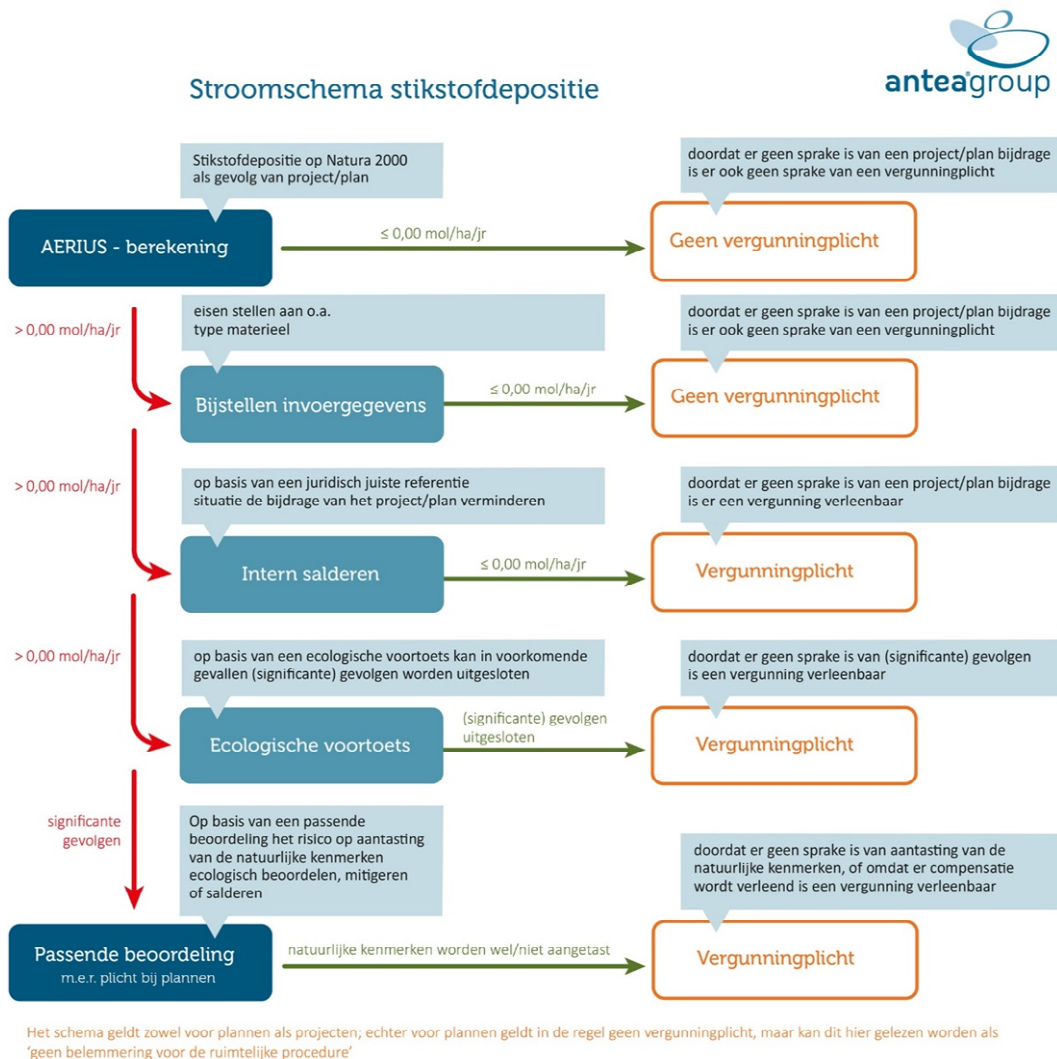 anteagroup
Stroomschema stikstofdepositie
Stikstofdepositie op Natura 2000
als gevolg van project/plan
doordat er geen sprake is van een project/plan bijdrage
is er ook geen sprake van een vergunningplicht
AERIUS - berekening
≤ 0,00 mol/ha/jr
Geen vergunningplicht
> 0,00 mol/ha/jr
eisen stellen aan o.a.
type materieel
doordat er geen sprake is van een project/plan bijdrage
is er ook geen sprake van een vergunningplicht
Bijstellen invoergegevens
≤ 0,00 mol/ha/jr
Geen vergunningplicht
> 0,00 mol/ha/jr
op basis van een juridisch juiste referentie
situatie de bijdrage van het project/plan verminderen
doordat er geen sprake is van een project/plan bijdrage
is er een vergunning verleenbaar
Intern salderen
≤ 0,00 mol/ha/jr
Vergunningplicht
> 0,00 mol/ha/jr
op basis van een ecologische voortoets kan in voorkomende
gevallen (significante) gevolgen worden uitgesloten
doordat er geen sprake is van (significante) gevolgen
is een vergunning verleenbaar
Ecologische voortoets
(significante) gevolgen
uitgesloten
Vergunningplicht
significante
gevolgen
Op basis van een passende
beoordeling het risico op aantasting
van de natuurlijke kenmerken
ecologisch beoordelen, mitigeren
of salderen
doordat er geen sprake is van aantasting van de
natuurlijke kenmerken, of omdat er compensatie
wordt verleend is een vergunning verleenbaar
Passende beoordeling
m.e.r. plicht bij plannen
natuurlijke kenmerken worden wel/niet aangetast
Vergunningplicht
Het schema geldt zowel voor plannen als projecten; echter voor plannen geldt in de regel geen vergunningplicht, maar kan dit hier gelezen worden als
'geen belemmering voor de ruimtelijke procedure'